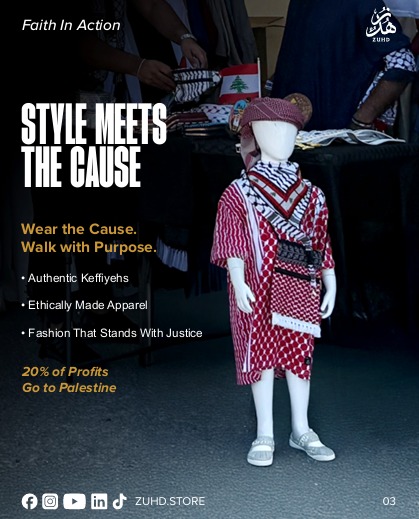 Faith In Action
زهد
ZUHD
STYLE MEETS
THE CAUSE
Wear the Cause.
Walk with Purpose.
• Authentic Keffiyehs
• Ethically Made Apparel
• Fashion That Stands With Justice
20% of Profits
Go to Palestine
ZUHD.STORE
03